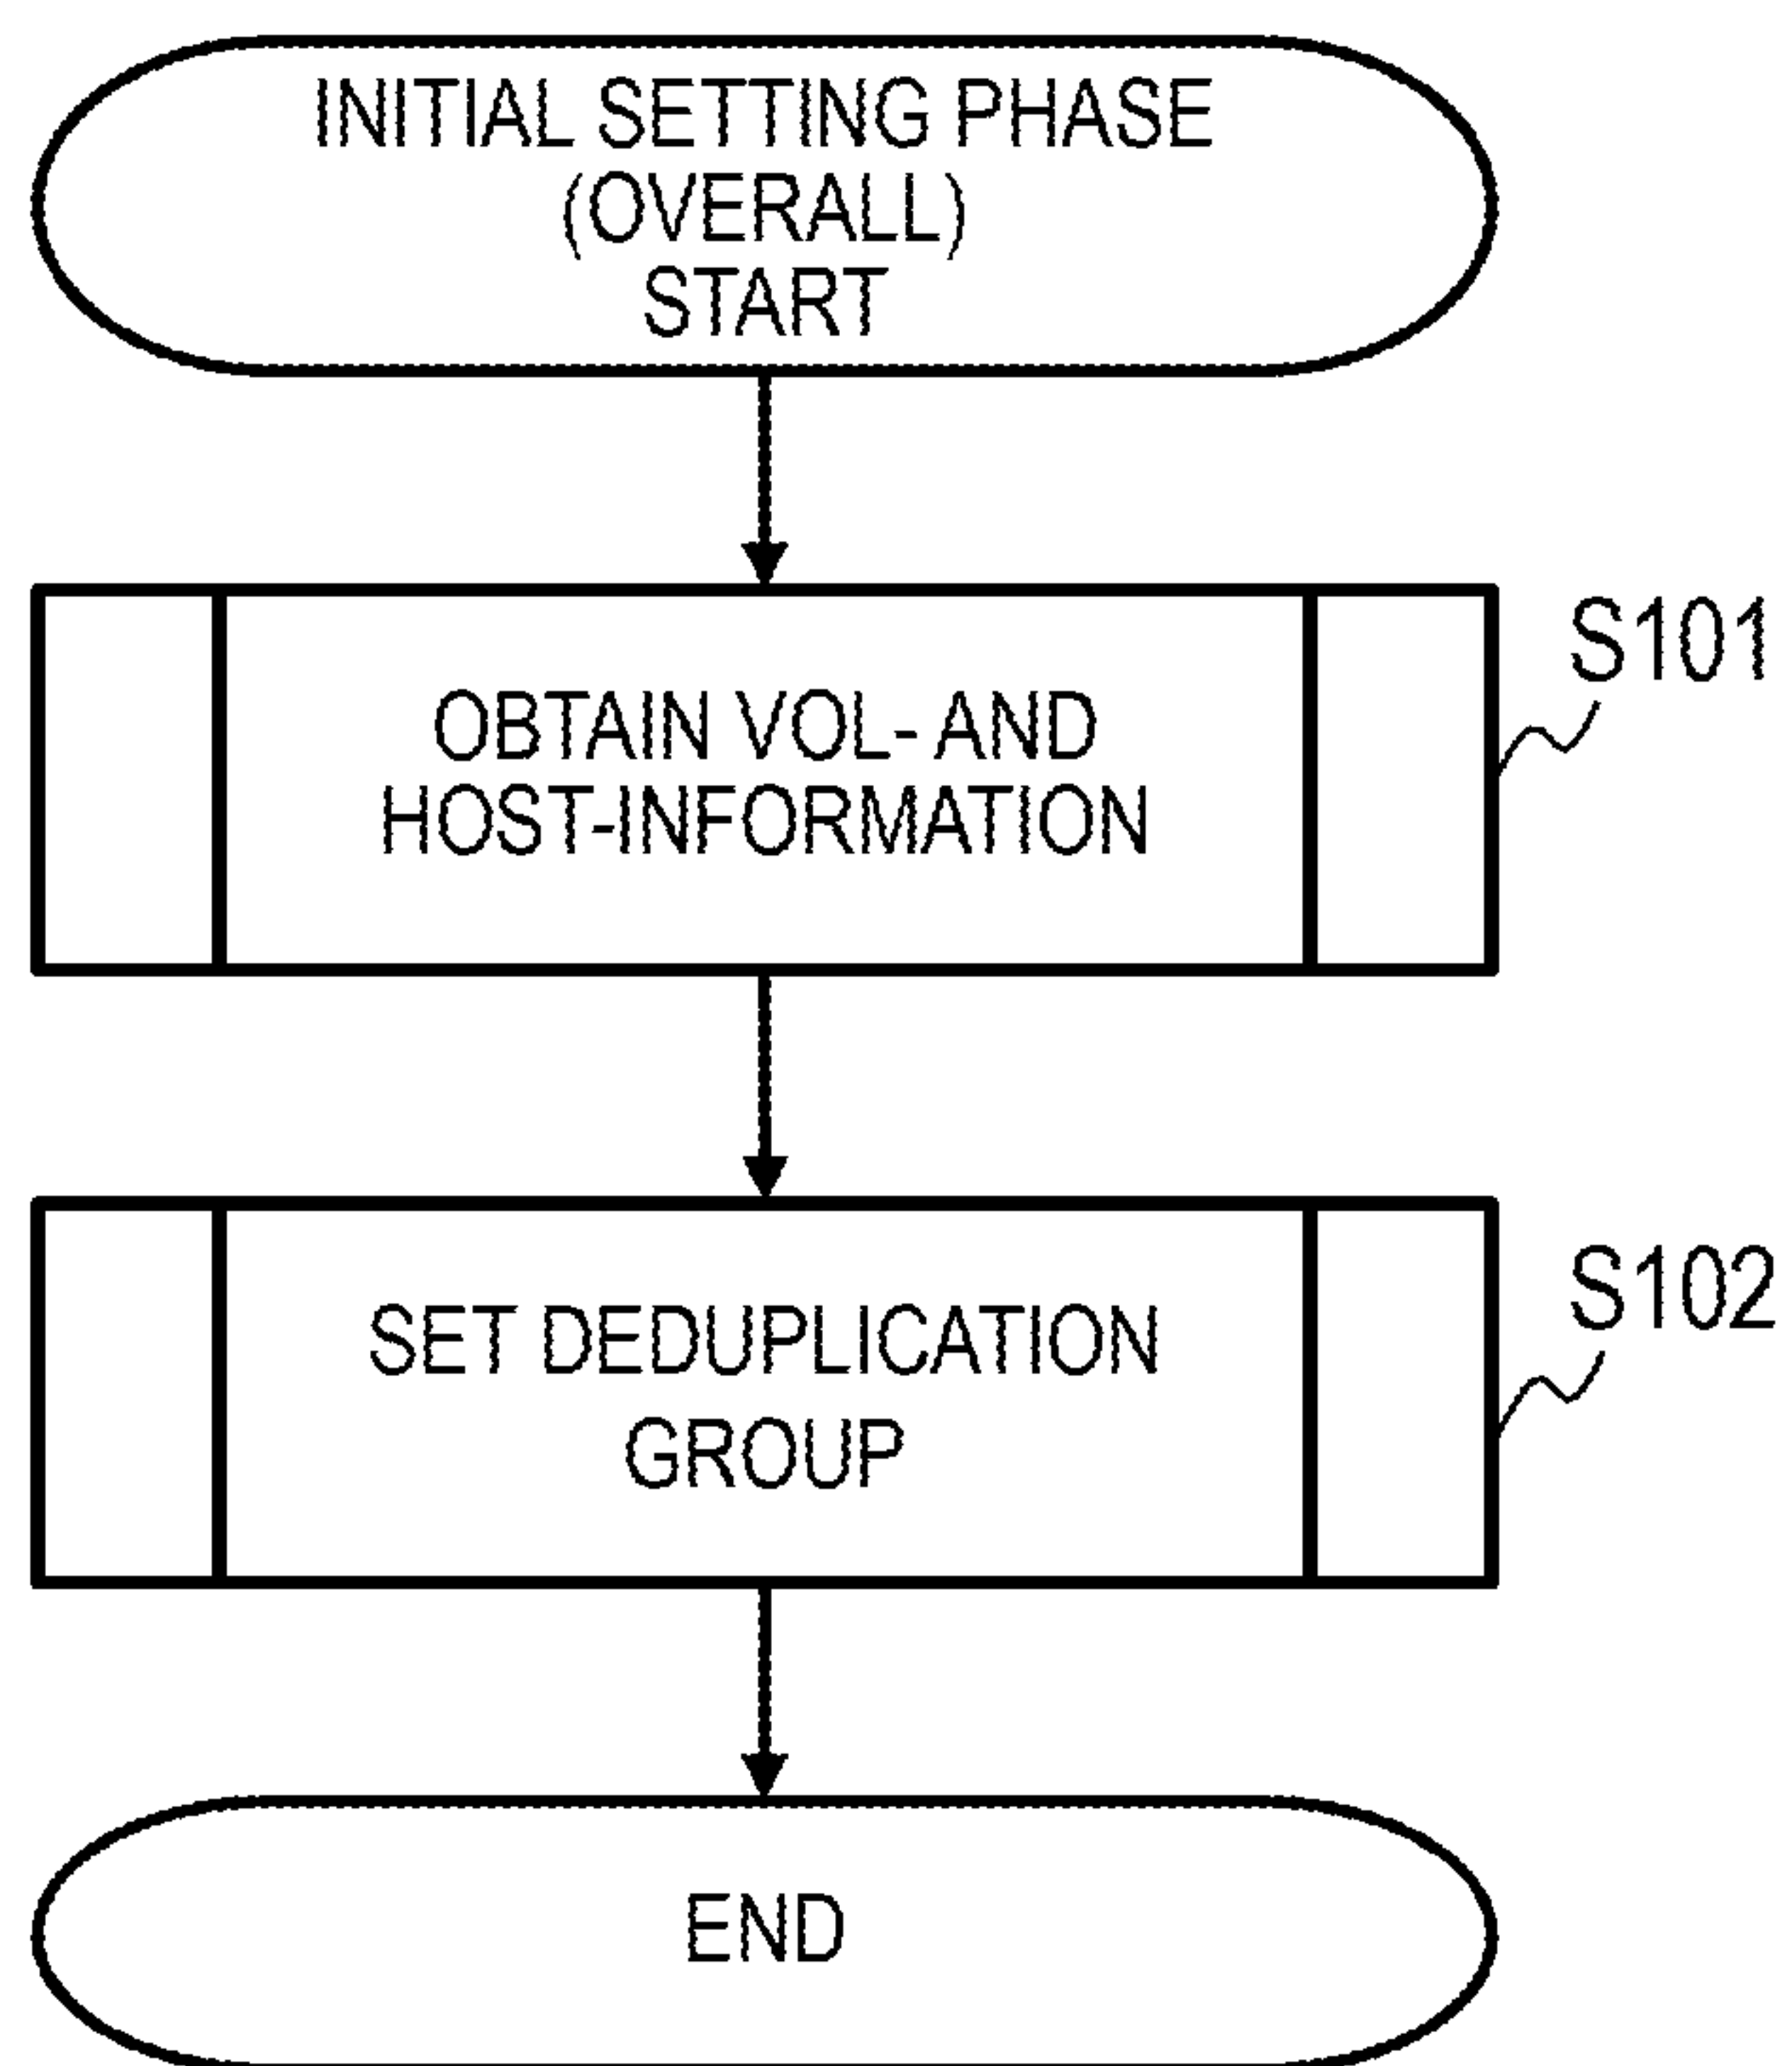 INITIAL SETTING PHASE
(OVERALL)
START
OBTAIN VOL- AND
HOST-INFORMATION
S101
SET DEDUPLICATION
GROUP
S102
END